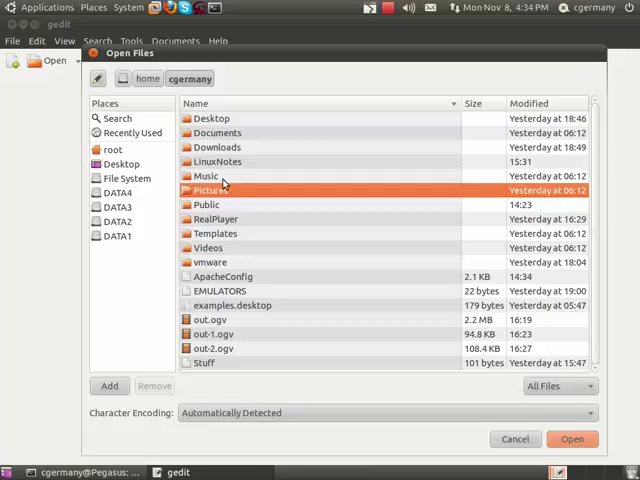 Applications Places System Mon Nov 8, 4:34 PM cgermany
gedit
File Edit View Search Tools Documents Help
Open
Open Files
home cgermany
Places Name Size Modified
Search Desktop Yesterday at 18:46
Recently Used Documents Yesterday at 06:12
Downloads Yesterday at 18:49
root LinuxNotes 15:31
Desktop Music Yesterday at 06:12
File System Pictures Yesterday at 06:12
DATA4 Public 14:23
DATA3 RealPlayer Yesterday at 16:29
DATA2 Templates Yesterday at 06:12
DATA1 Videos Yesterday at 06:12
vmware Yesterday at 18:04
ApacheConfig 2.1 KB 14:34
EMULATORS 22 bytes Yesterday at 19:00
examples.desktop 179 bytes Yesterday at 05:47
out.ogv 2.2 MB 16:19
out-1.ogv 94.8 KB 16:23
out-2.ogv 108.4 KB 16:27
Stuff 101 bytes Yesterday at 15:47
Add Remove All Files
Character Encoding: Automatically Detected
Cancel Open
cgermany@Pegasus: ... gedit